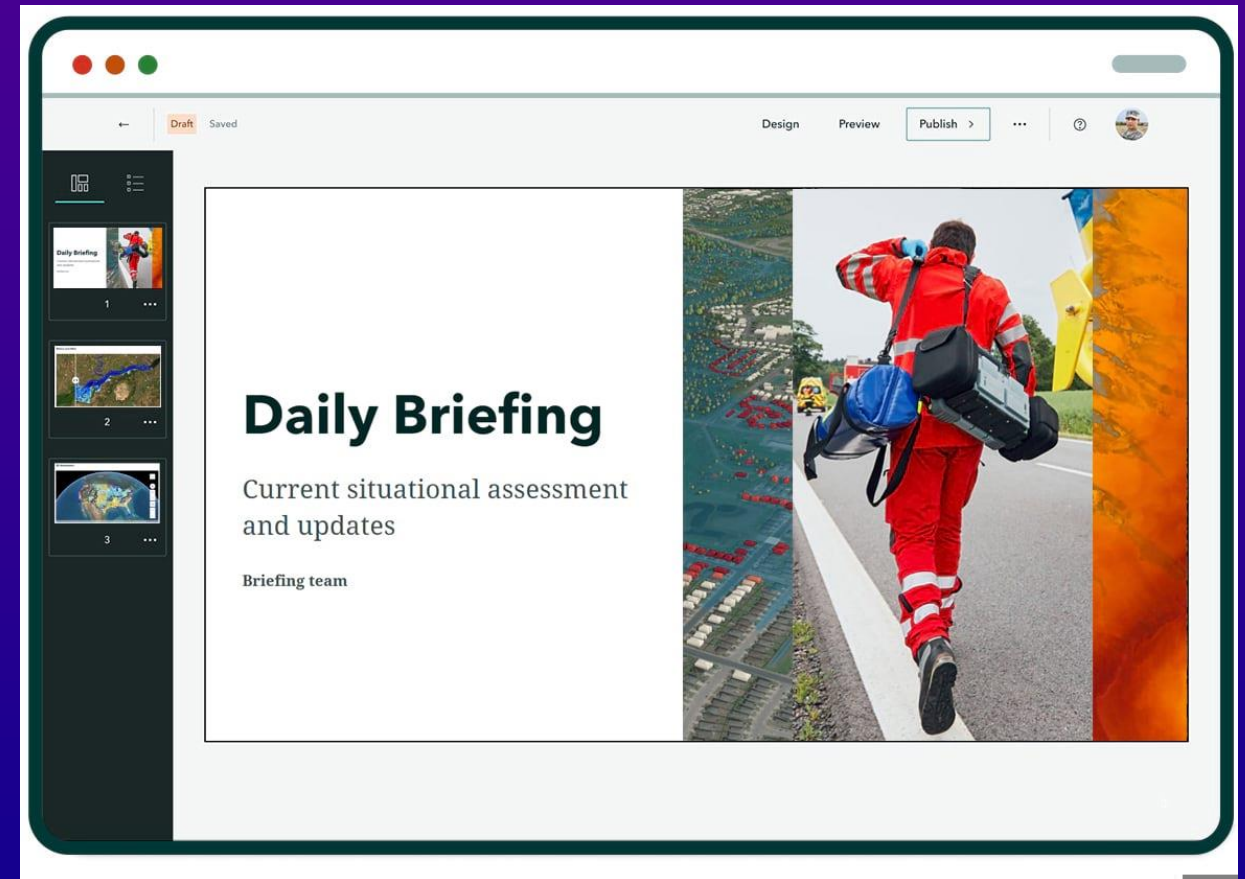 Draft Saved
Design Preview Publish >
Daily Briefing
1
2
3
Daily Briefing
Current situational assessment
and updates
Briefing team